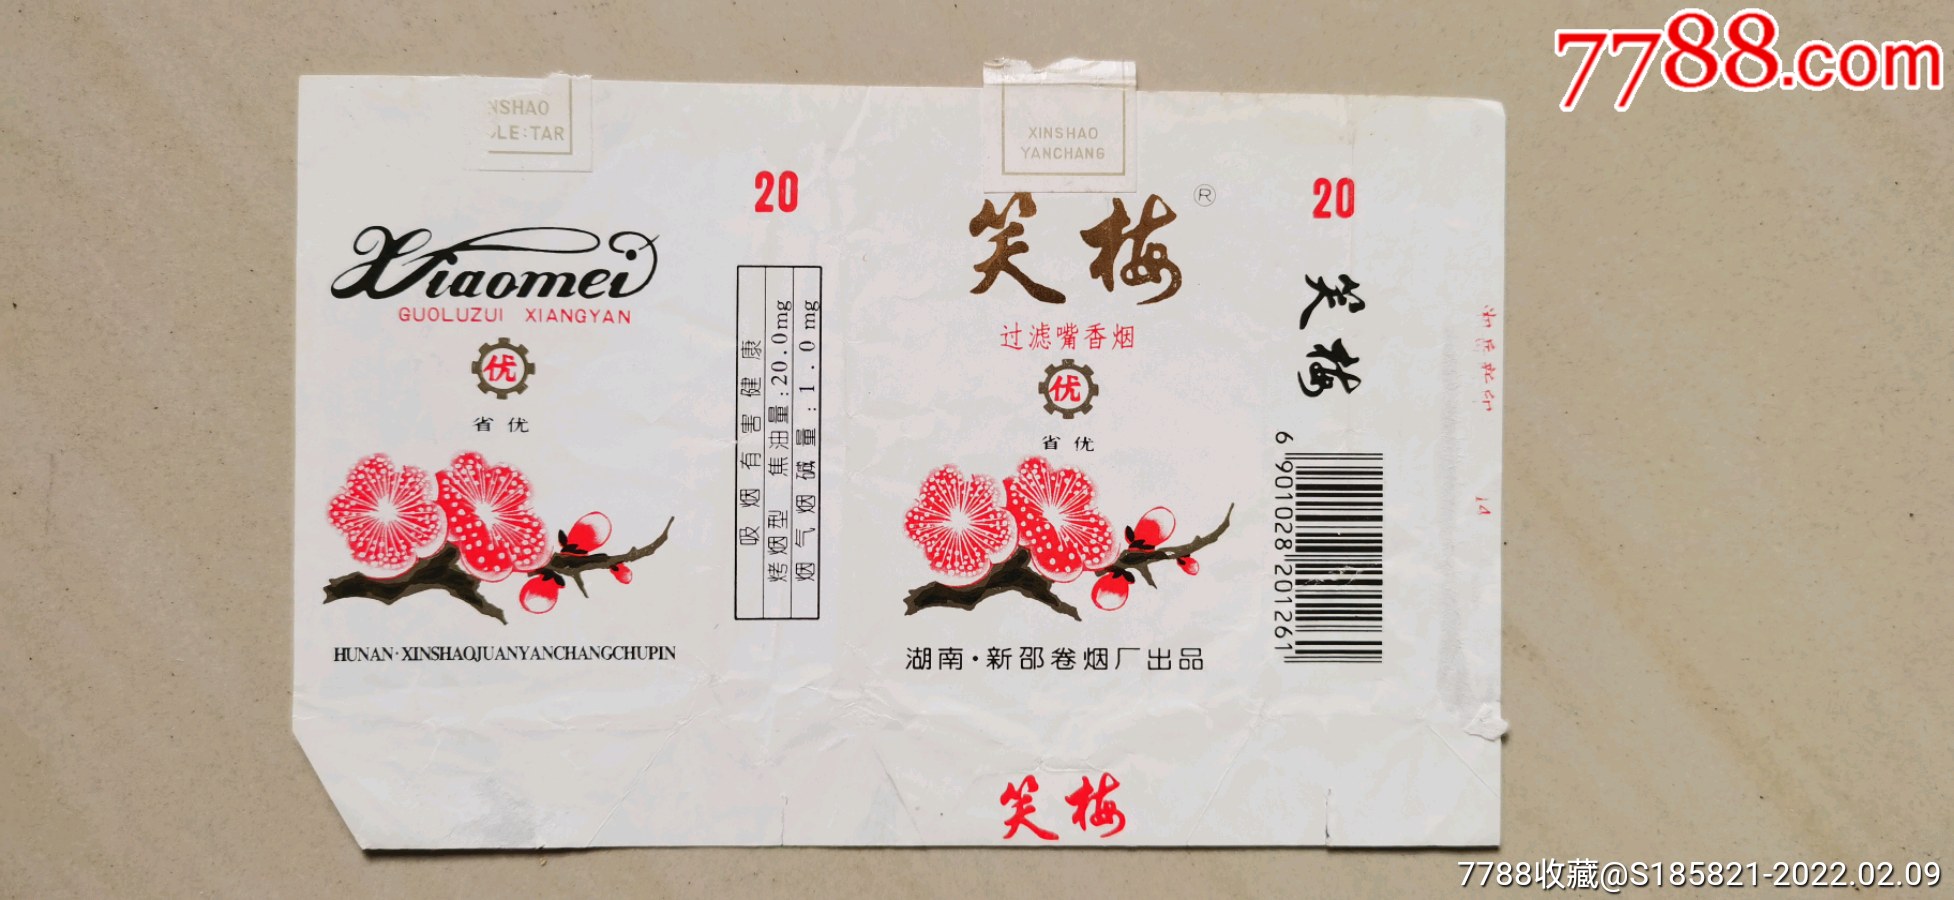 7788.com
NSHAO
LE:TAR
Xiaomei
GUOLUZUI XIANGYAN
优
省优
HUNAN·XINSHAOJUANYANCHANGCHUPIN
20
吸烟有害健康
烤烟型 焦油量:20.0mg
烟气烟碱量:1.0mg
XINSHAO
YANCHANG
笑梅®
过滤嘴香烟
优
省优
湖南·新邵卷烟厂出品
笑梅
20
笑梅
6 901028 201261
14
7788收藏@S185821-2022.02.09